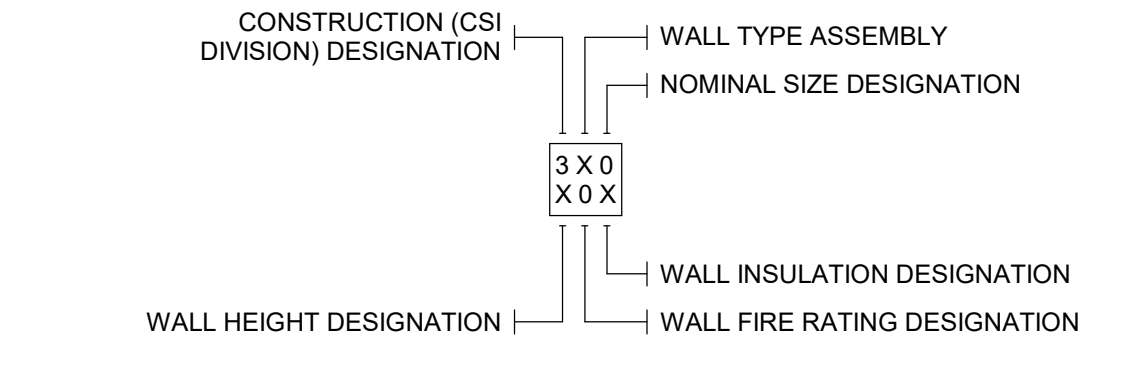 CONSTRUCTION (CSI
DIVISION) DESIGNATION
WALL TYPE ASSEMBLY
NOMINAL SIZE DESIGNATION
3 X 0
X 0 X
WALL INSULATION DESIGNATION
WALL HEIGHT DESIGNATION
WALL FIRE RATING DESIGNATION